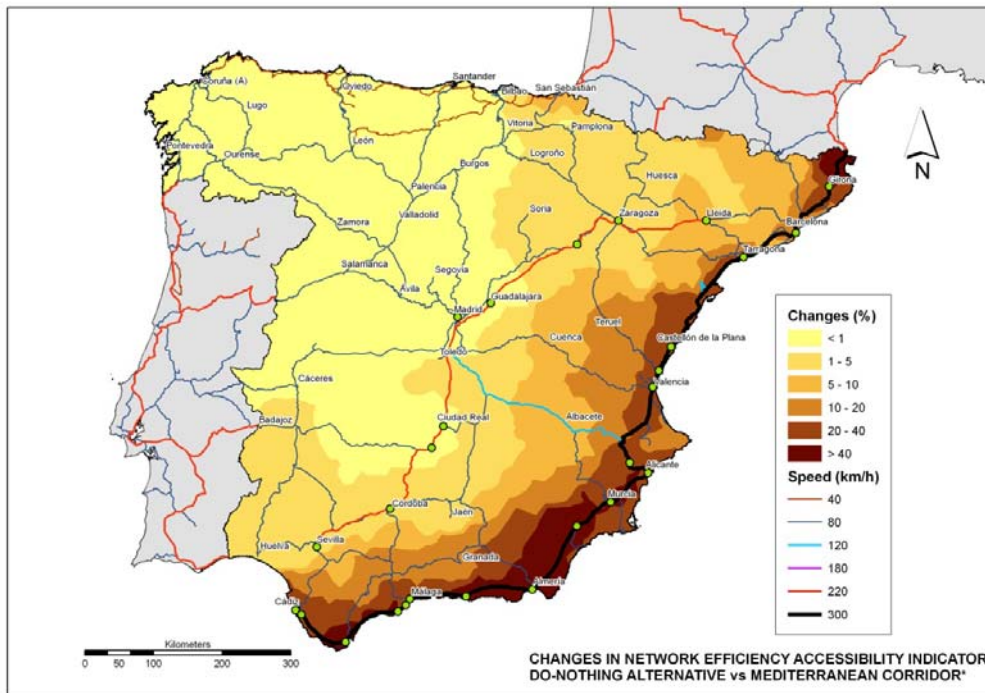 Coruña (A)
Lugo
Oviedo
Santander
Bilbao
San Sebastián
Vitoria
Pamplona
Pontevedra
Ourense
León
Burgos
Logroño
Huesca
Palencia
Girona
Zamora
Valladolid
Soria
Zaragoza
Lleida
Barcelona
Tarragona
Salamanca
Segovia
Ávila
Guadalajara
Madrid
Teruel
Toledo
Cuenca
Castellón de la Plana
Cáceres
Valencia
Badajoz
Ciudad Real
Albacete
Alicante
Murcia
Córdoba
Jaén
Huelva
Sevilla
Granada
Almería
Málaga
Cádiz
N
Changes (%)
< 1
1 - 5
5 - 10
10 - 20
20 - 40
> 40
Speed (km/h)
40
80
120
180
220
300
Kilometers
0 50 100 200 300
CHANGES IN NETWORK EFFICIENCY ACCESSIBILITY INDICATOR
DO-NOTHING ALTERNATIVE vs MEDITERRANEAN CORRIDOR*